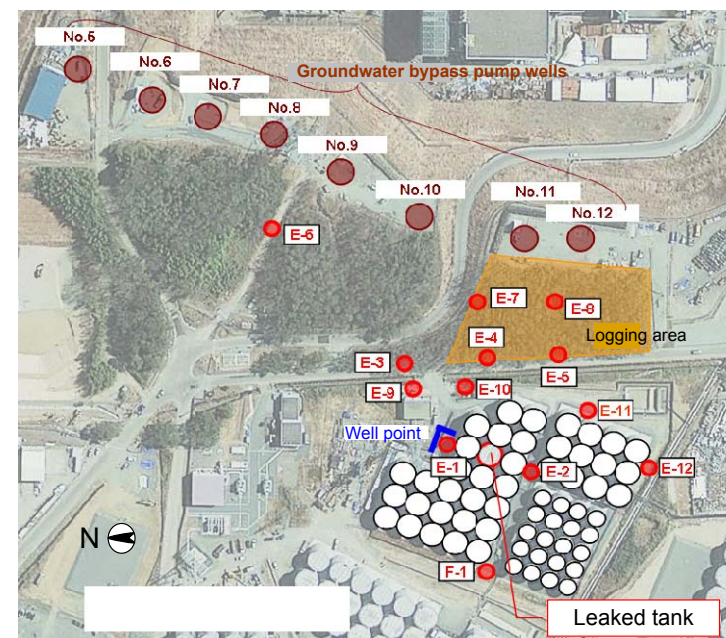 No.5
No.6
No.7
Groundwater bypass pump wells
No.8
No.9
No.10
No.11
No.12
E-6
E-7
E-8
Logging area
E-4
E-5
E-3
E-9
E-10
E-11
Well point
E-1
E-2
E-12
N
F-1
Leaked tank